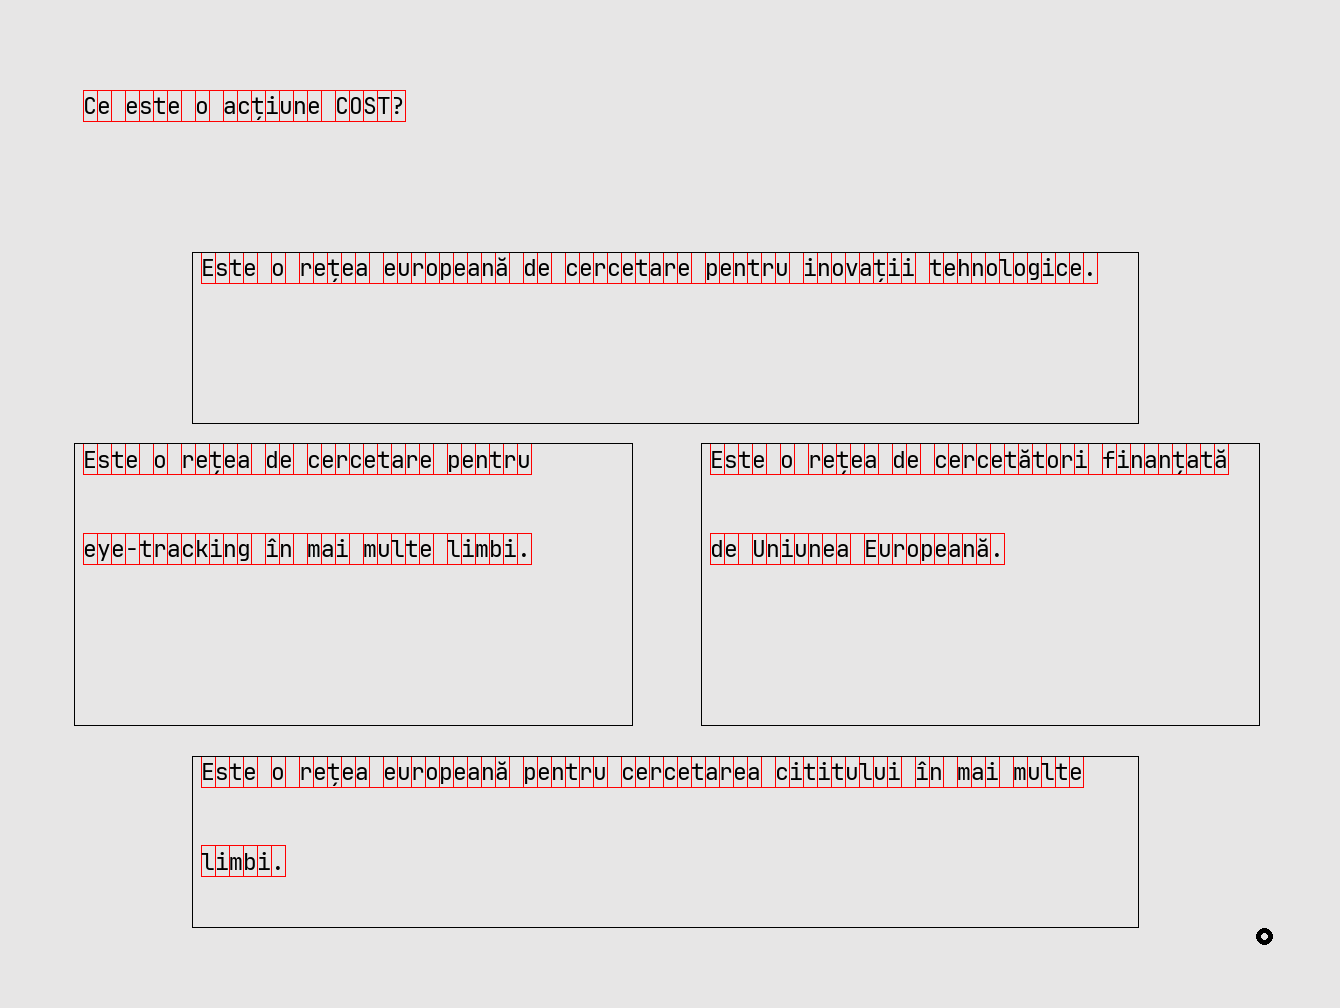 Ce este o acțiune COST?
Este o rețea europeană de cercetare pentru inovații tehnologice.
Este o rețea de cercetare pentru
eye-tracking în mai multe limbi.
Este o rețea de cercetători finanțată
de Uniunea Europeană.
Este o rețea europeană pentru cercetarea cititului în mai multe
limbi.